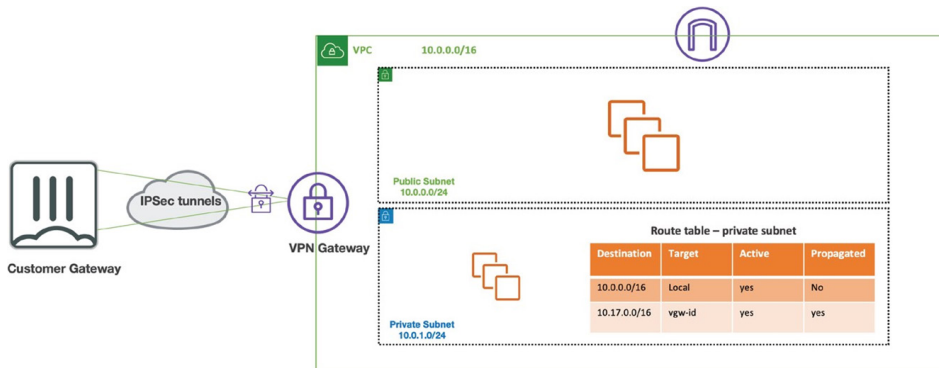 VPC 10.0.0.0/16
Public Subnet
10.0.0.0/24
IPSec tunnels
VPN Gateway
Customer Gateway
Route table – private subnet
Destination Target Active Propagated
10.0.0.0/16 Local yes No
10.17.0.0/16 vgw-id yes yes
Private Subnet
10.0.1.0/24